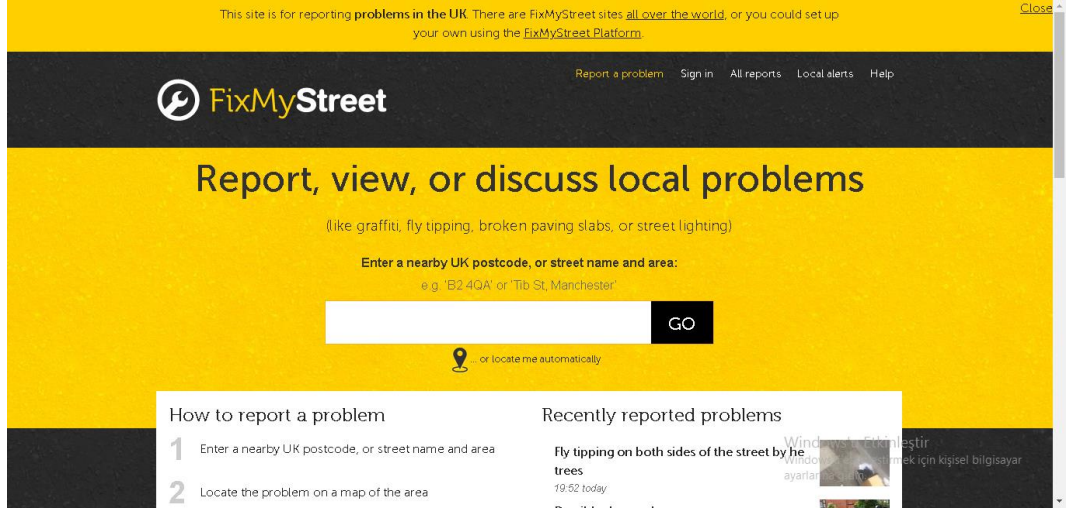 This site is for reporting problems in the UK. There are FixMyStreet sites all over the world, or you could set up
your own using the FixMyStreet Platform.
Close
Report a problem Sign in All reports Local alerts Help
FixMyStreet
Report, view, or discuss local problems
(like graffiti, fly tipping, broken paving slabs, or street lighting)
Enter a nearby UK postcode, or street name and area:
e.g. 'B2 4QA' or 'Tib St, Manchester'
GO
... or locate me automatically
How to report a problem
1 Enter a nearby UK postcode, or street name and area
2 Locate the problem on a map of the area
Recently reported problems
Fly tipping on both sides of the street by he
trees
19:52 today
için kişisel bilgisayar